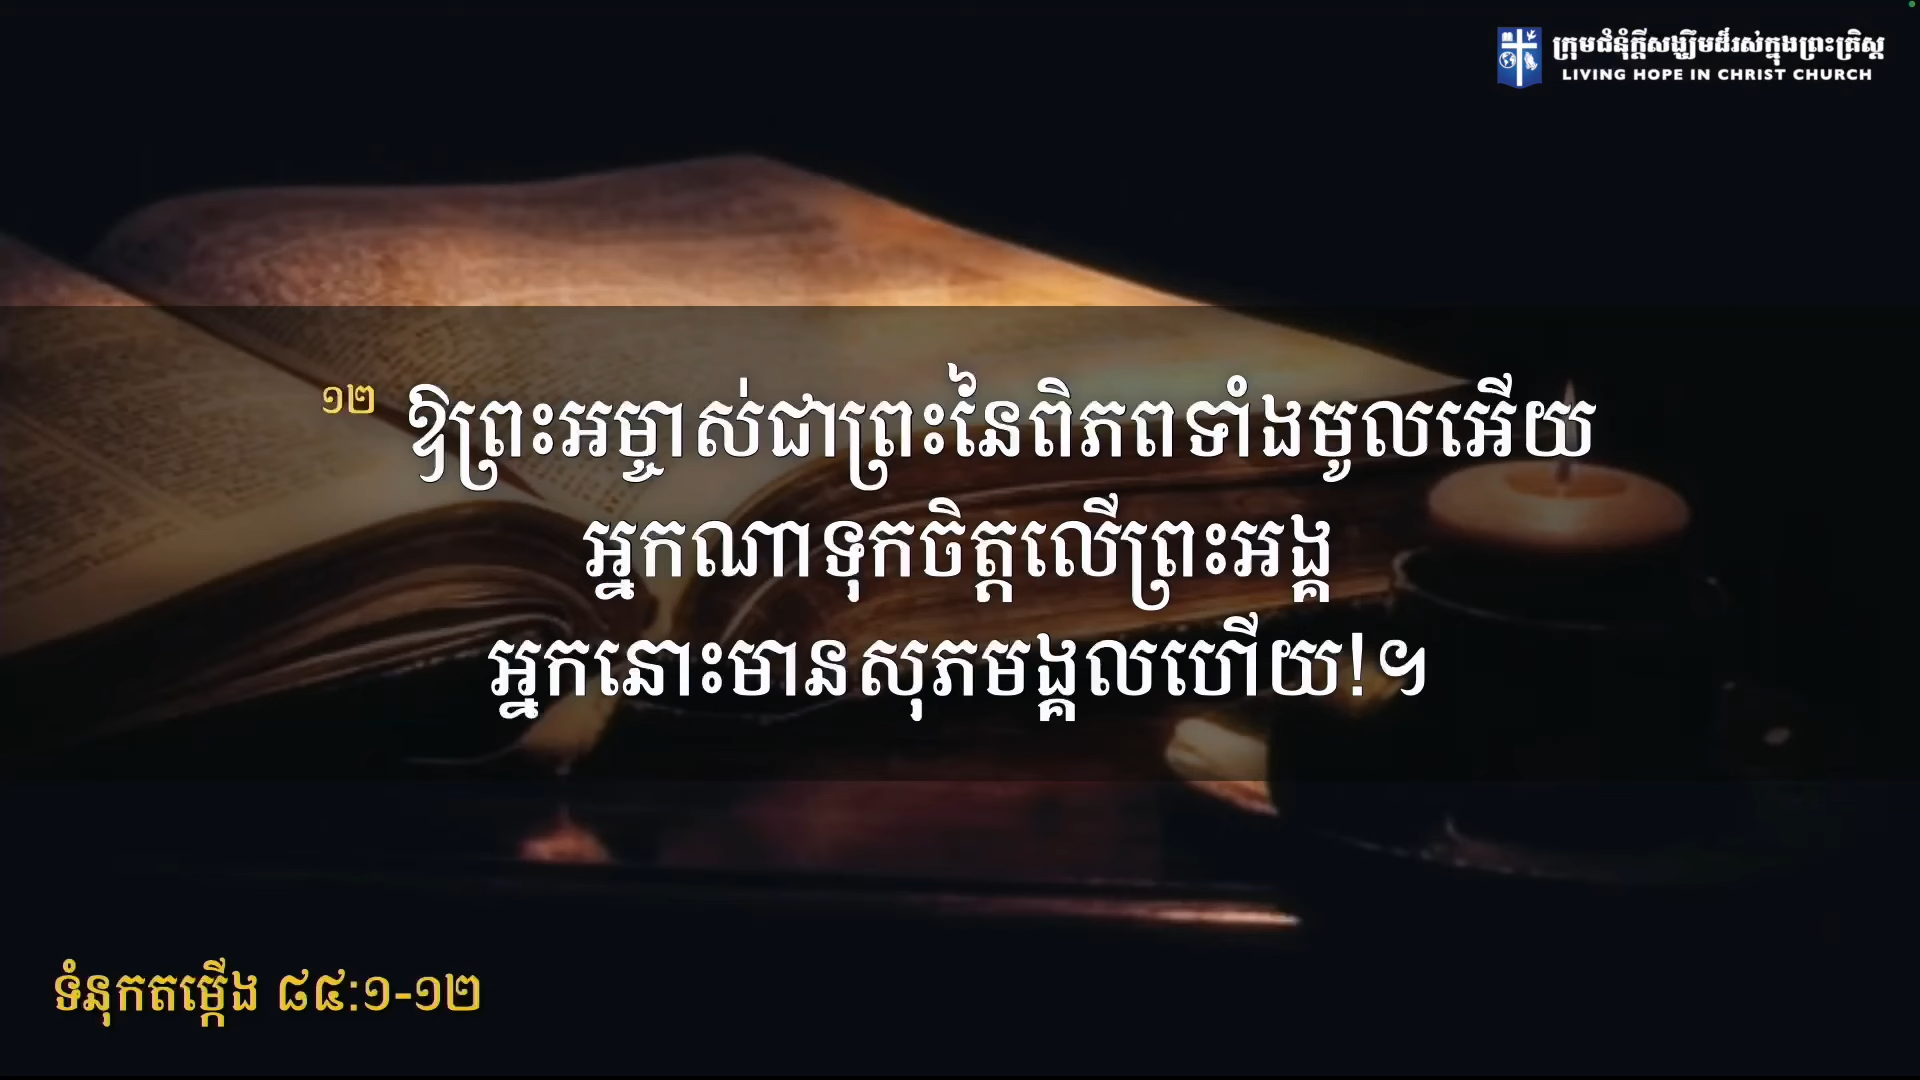 ក្រុមជំនុំក្តីសង្ឃឹមដ៏រស់ក្នុងព្រះគ្រិស្ត
LIVING HOPE IN CHRIST CHURCH
១២ ឱព្រះអម្ចាស់ជាព្រះនៃពិភពទាំងមូលអើយ
អ្នកណាទុកចិត្តលើព្រះអង្គ
អ្នកនោះមានសុភមង្គលហើយ!៕
ទំនុកតម្កើង ៨៤:១-១២